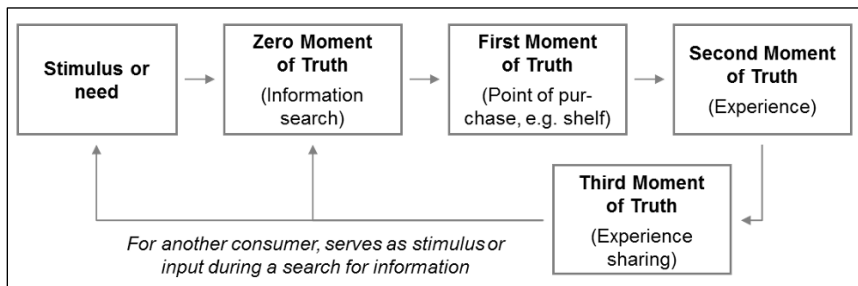 Stimulus or
need
Zero Moment
of Truth
(Information
search)
First Moment
of Truth
(Point of pur-
chase, e.g. shelf)
Second Moment
of Truth
(Experience)
Third Moment
of Truth
(Experience
sharing)
For another consumer, serves as stimulus or
input during a search for information